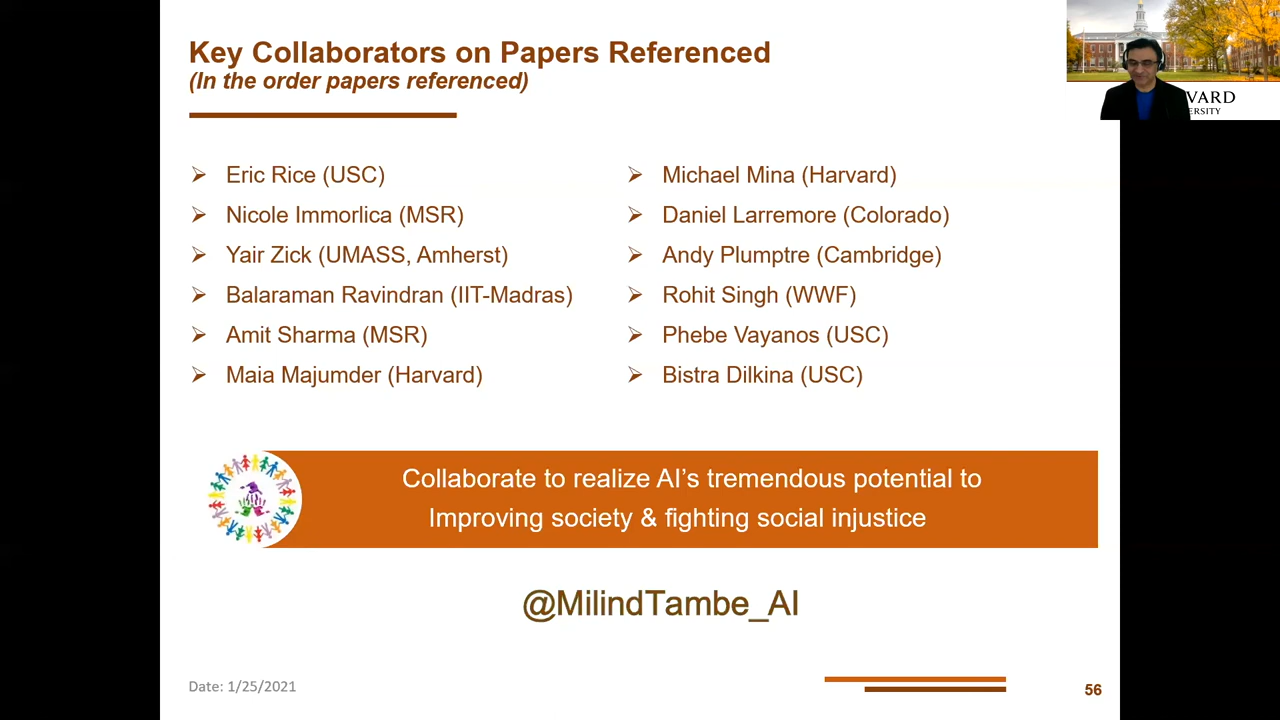 Key Collaborators on Papers Referenced
(In the order papers referenced)
Eric Rice (USC)
Nicole Immorlica (MSR)
Yair Zick (UMASS, Amherst)
Balaraman Ravindran (IIT-Madras)
Amit Sharma (MSR)
Maia Majumder (Harvard)
Michael Mina (Harvard)
Daniel Larremore (Colorado)
Andy Plumptre (Cambridge)
Rohit Singh (WWF)
Phebe Vayanos (USC)
Bistra Dilkina (USC)
Collaborate to realize AI's tremendous potential to
Improving society & fighting social injustice
@MilindTambe_AI
Date: 1/25/2021
56
VARD
ERSITY